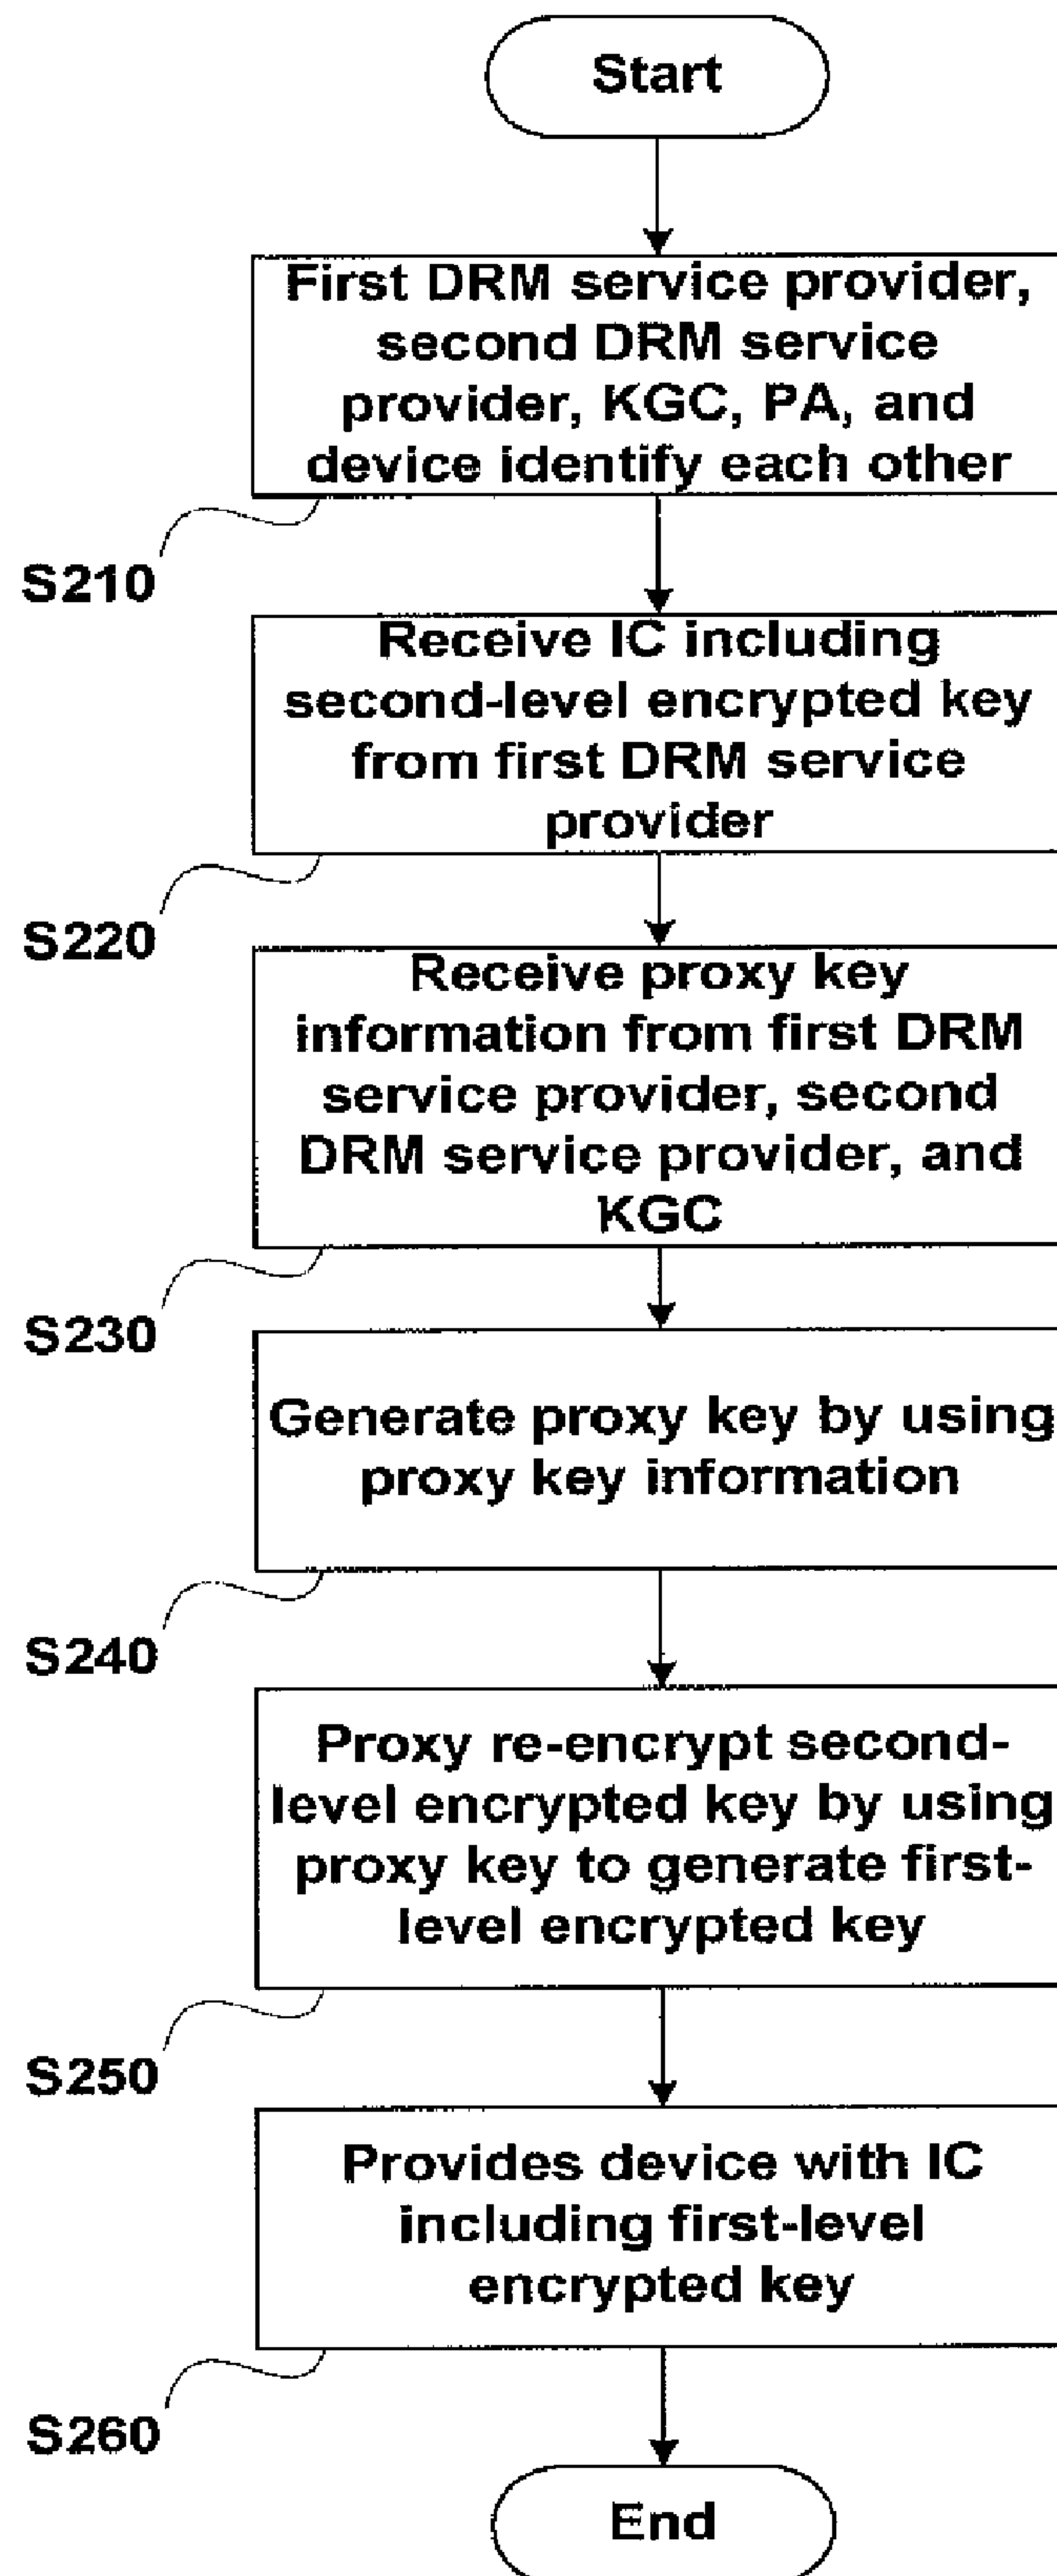 Start
First DRM service provider,
second DRM service
provider, KGC, PA, and
device identify each other
S210
Receive IC including
second-level encrypted key
from first DRM service
provider
S220
Receive proxy key
information from first DRM
service provider, second
DRM service provider, and
KGC
S230
Generate proxy key by using
proxy key information
S240
Proxy re-encrypt second-
level encrypted key by using
proxy key to generate first-
level encrypted key
S250
Provides device with IC
including first-level
encrypted key
S260
End